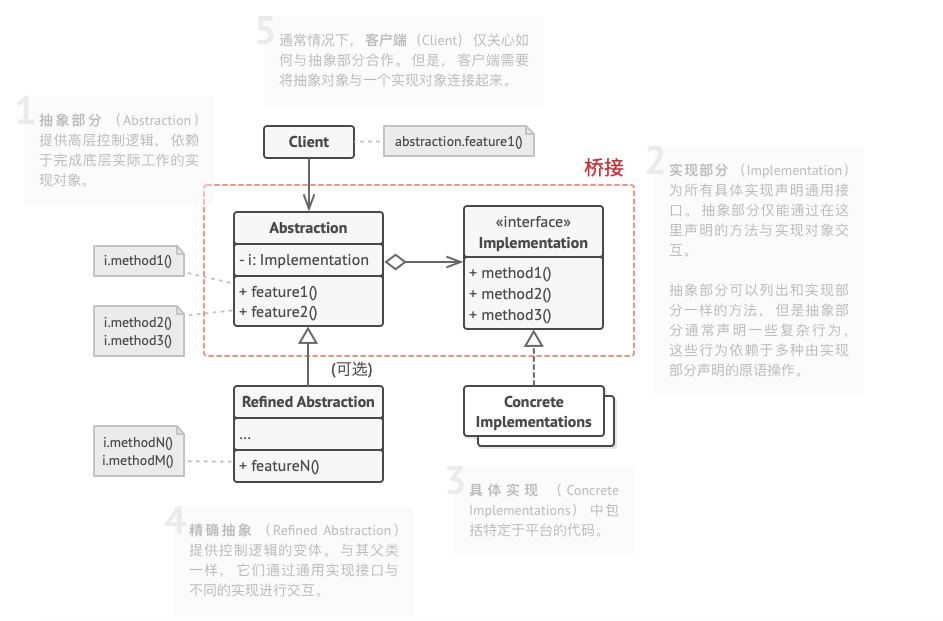 5
通常情况下， 客户端 （Client） 仅关心如
何与抽象部分合作。 但是， 客户端需要
将抽象对象与一个实现对象连接起来。
1
抽象部分 （Abstraction）
提供高层控制逻辑， 依赖
于完成底层实际工作的实
现对象。
Client
abstraction.feature1()
桥接
2
实现部分 （Implementation）
为所有具体实现声明通用接
口。 抽象部分仅能通过在这
里声明的方法与实现对象交
互。
抽象部分可以列出和实现部
分一样的方法， 但是抽象部
分通常声明一些复杂行为，
这些行为依赖于多种由实现
部分声明的原语操作。
Abstraction
- i: Implementation
+ feature1()
+ feature2()
«interface»
Implementation
+ method1()
+ method2()
+ method3()
i.method1()
i.method2()
i.method3()
(可选)
Refined Abstraction
...
+ featureN()
i.methodN()
i.methodM()
Concrete
Implementations
3
具体实现 （Concrete
Implementations） 中包
括特定于平台的代码。
4
精确抽象 （Refined Abstraction）
提供控制逻辑的变体。 与其父类
一样， 它们通过通用实现接口与
不同的实现进行交互。